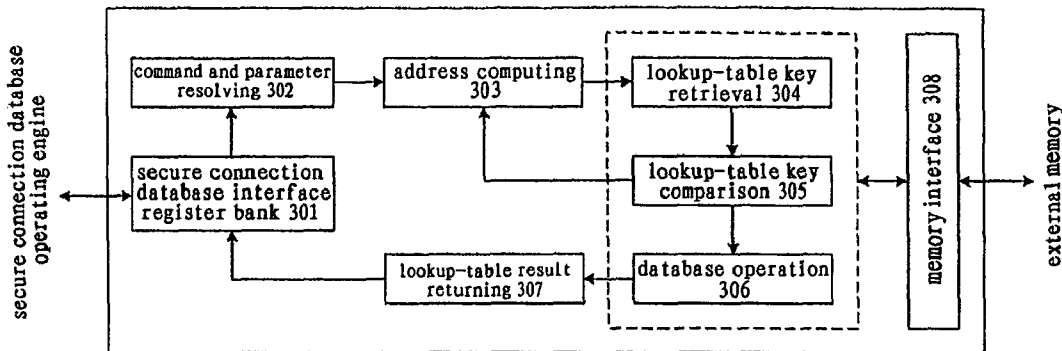 secure connection database
operating engine
command and parameter
resolving 302
address computing
303
lookup-table key
retrieval 304
secure connection
database interface
register bank 301
lookup-table key
comparison 305
lookup-table result
returning 307
database operation
306
memory interface 308
external memory